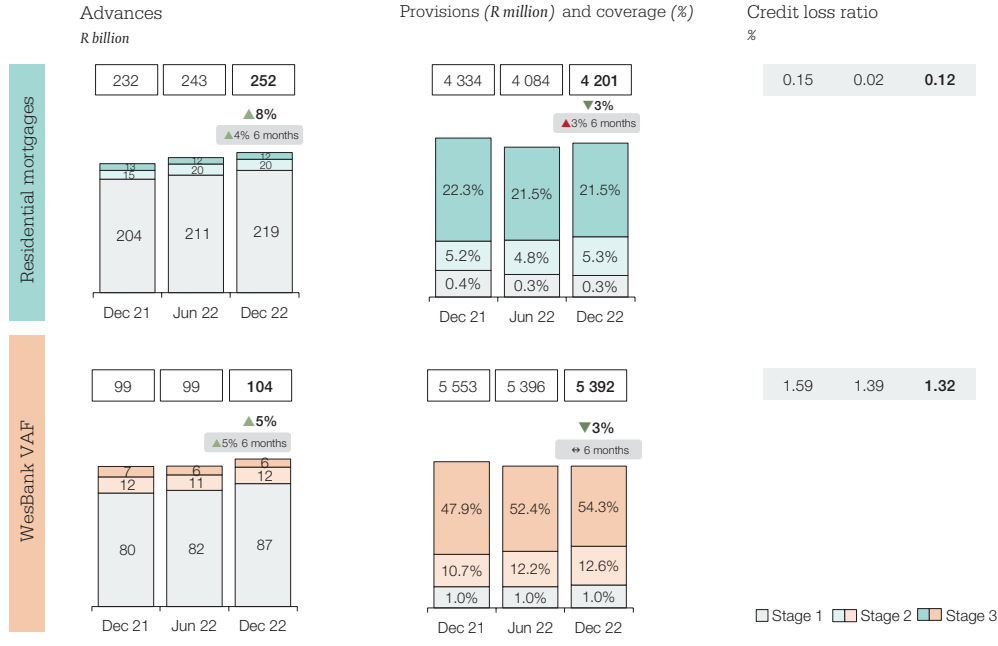 Advances
R billion
Provisions (R million) and coverage (%)
Credit loss ratio
%
Residential mortgages
232 243 252
▲8%
▲4% 6 months
13 12 12
15 20 20
204 211 219
Dec 21 Jun 22 Dec 22
4 334 4 084 4 201
▼3%
▲3% 6 months
22.3% 21.5% 21.5%
5.2% 4.8% 5.3%
0.4% 0.3% 0.3%
Dec 21 Jun 22 Dec 22
0.15 0.02 0.12
WesBank VAF
99 99 104
▲5%
▲5% 6 months
7 6 6
12 11 12
80 82 87
Dec 21 Jun 22 Dec 22
5 553 5 396 5 392
▼3%
⇔ 6 months
47.9% 52.4% 54.3%
10.7% 12.2% 12.6%
1.0% 1.0% 1.0%
Dec 21 Jun 22 Dec 22
1.59 1.39 1.32
Stage 1 Stage 2 Stage 3